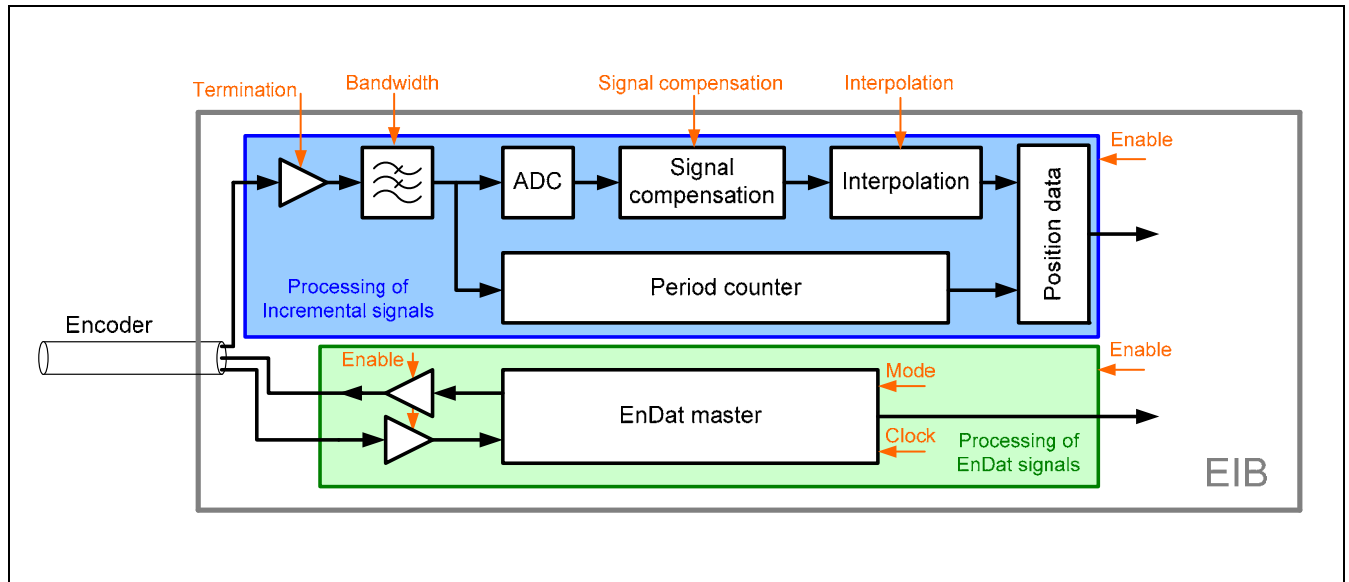 Termination
Bandwidth
Signal compensation
Interpolation
Enable
ADC
Signal
compensation
Interpolation
Position data
Period counter
Processing of
Incremental signals
Encoder
Enable
Enable
Mode
EnDat master
Clock
Processing of
EnDat signals
EIB